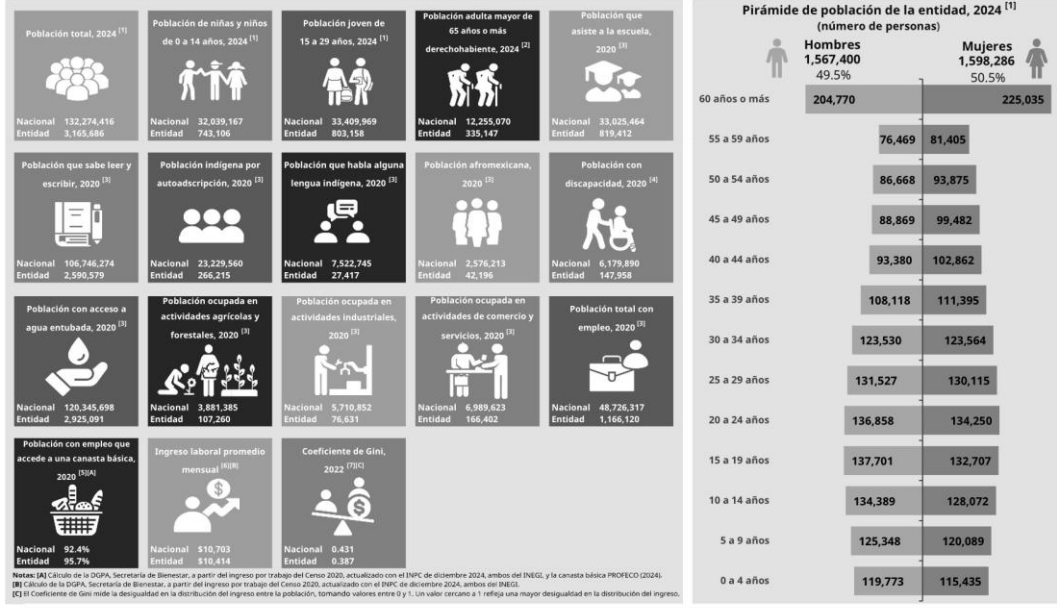 Población total, 2024 [1]
Nacional 132,274,416
Entidad 3,165,686
Población de niñas y niños
de 0 a 14 años, 2024 [1]
Nacional 32,039,167
Entidad 743,106
Población joven de
15 a 29 años, 2024 [1]
Nacional 33,409,969
Entidad 803,158
Población adulta mayor de
65 años o más
derechohabiente, 2024 [2]
Nacional 12,255,070
Entidad 335,147
Población que
asiste a la escuela,
2020 [3]
Nacional 33,025,464
Entidad 819,412
Población que sabe leer y
escribir, 2020 [3]
Nacional 106,746,274
Entidad 2,590,579
Población indígena por
autoadscripción, 2020 [3]
Nacional 23,229,560
Entidad 266,215
Población que habla alguna
lengua indígena, 2020 [3]
Nacional 7,522,745
Entidad 27,417
Población afromexicana,
2020 [3]
Nacional 2,576,213
Entidad 42,196
Población con
discapacidad, 2020 [4]
Nacional 6,179,890
Entidad 147,958
Población con acceso a
agua entubada, 2020 [3]
Nacional 120,345,698
Entidad 2,925,091
Población ocupada en
actividades agrícolas y
forestales, 2020 [3]
Nacional 3,881,385
Entidad 107,260
Población ocupada en
actividades industriales,
2020 [3]
Nacional 5,710,852
Entidad 76,631
Población ocupada en
actividades de comercio y
servicios, 2020 [3]
Nacional 6,989,623
Entidad 166,402
Población total con
empleo, 2020 [3]
Nacional 48,726,317
Entidad 1,166,120
Población con empleo que
accede a una canasta básica,
2020 [5][A]
Nacional 92.4%
Entidad 95.7%
Ingreso laboral promedio
mensual [6][B]
Nacional $10,703
Entidad $10,414
Coeficiente de Gini,
2022 [7][C]
Nacional 0.431
Entidad 0.387
Notas: [A] Cálculo de la DGPA, Secretaría de Bienestar, a partir del ingreso por trabajo del Censo 2020, actualizado con el INPC de diciembre 2024, ambos del INEGI, y la canasta básica PROFECO (2024).
[B] Cálculo de la DGPA, Secretaría de Bienestar, a partir del ingreso por trabajo del Censo 2020, actualizado con el INPC de diciembre 2024, ambos del INEGI.
[C] El Coeficiente de Gini mide la desigualdad en la distribución del ingreso entre la población, tomando valores entre 0 y 1. Un valor cercano a 1 refleja una mayor desigualdad en la distribución del ingreso.
Pirámide de población de la entidad, 2024 [1]
(número de personas)
Hombres
1,567,400
49.5%
Mujeres
1,598,286
50.5%
60 años o más 204,770 225,035
55 a 59 años 76,469 81,405
50 a 54 años 86,668 93,875
45 a 49 años 88,869 99,482
40 a 44 años 93,380 102,862
35 a 39 años 108,118 111,395
30 a 34 años 123,530 123,564
25 a 29 años 131,527 130,115
20 a 24 años 136,858 134,250
15 a 19 años 137,701 132,707
10 a 14 años 134,389 128,072
5 a 9 años 125,348 120,089
0 a 4 años 119,773 115,435